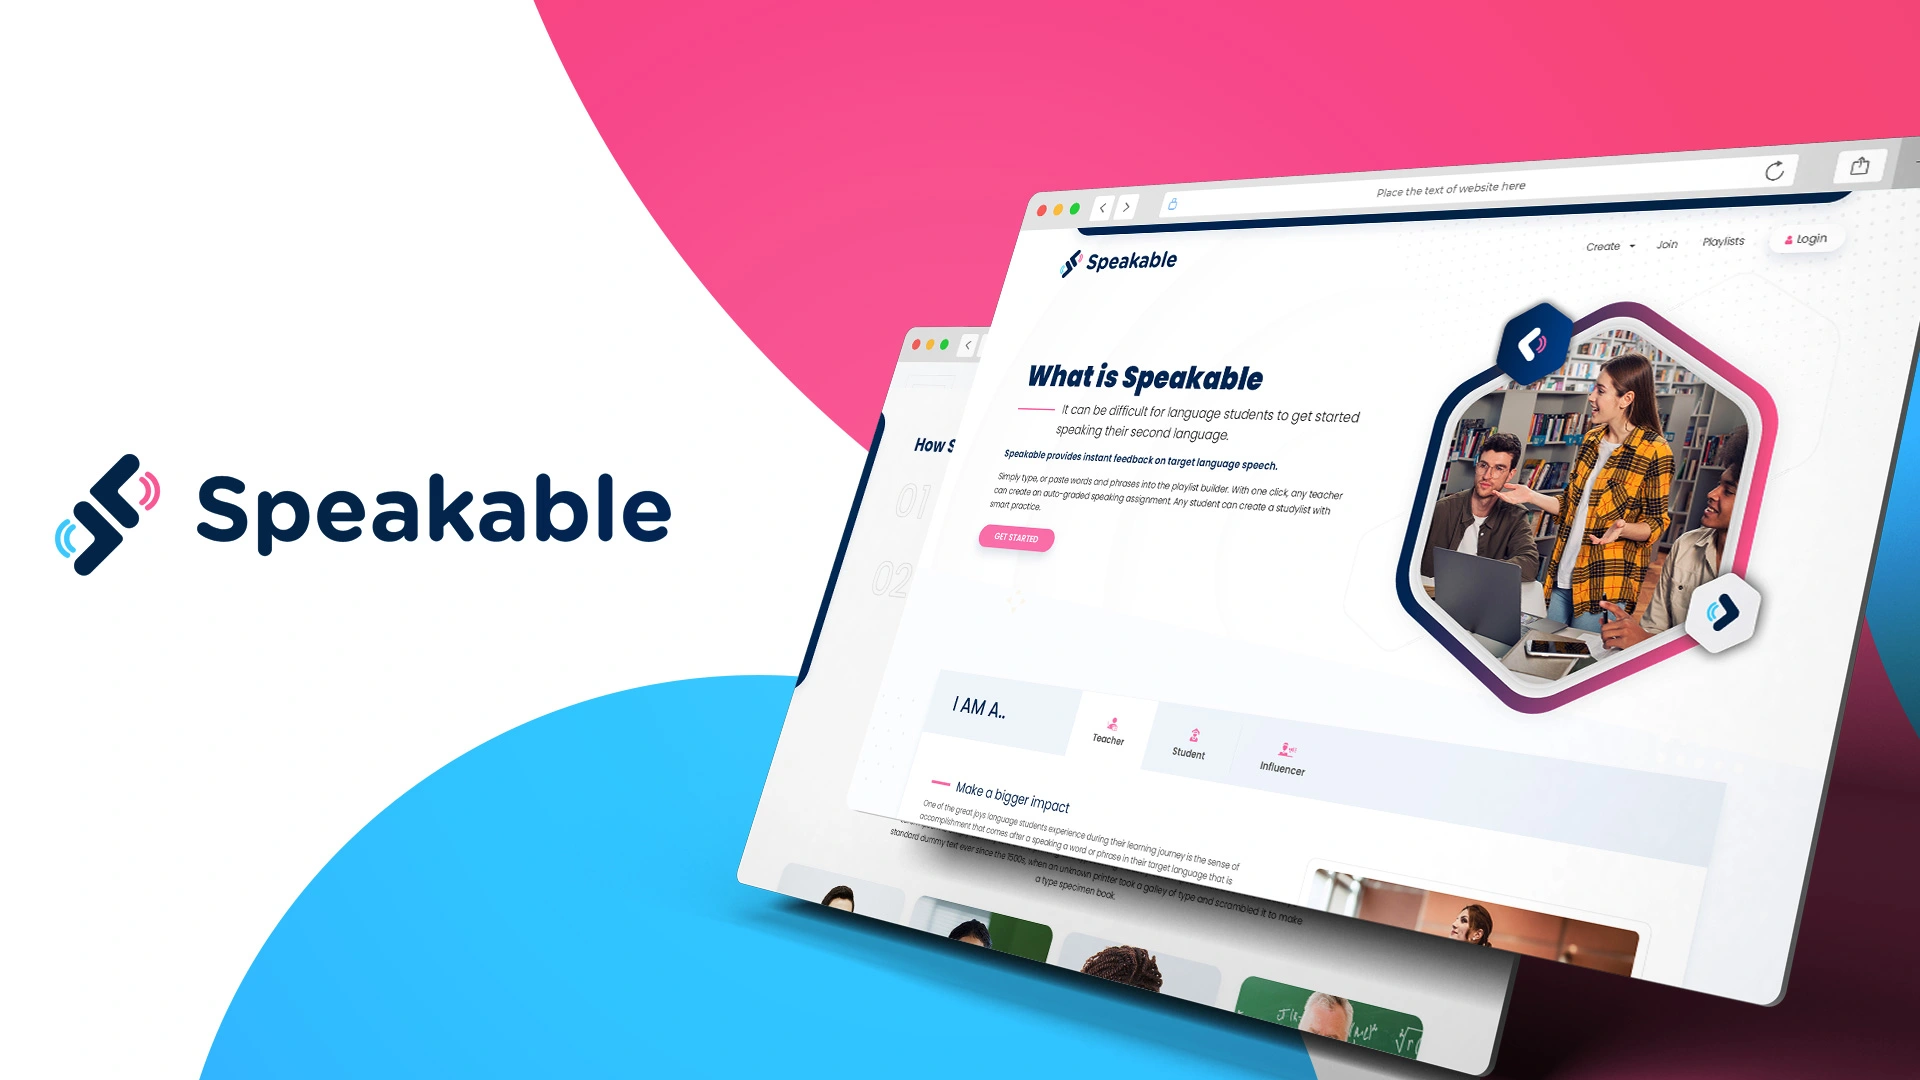 Speakable
Place the text of website here
Speakable
Create
Join
Playlists
Login
What is Speakable
It can be difficult for language students to get started
speaking their second language.
Speakable provides instant feedback on target language speech.
Simply type, or paste words and phrases into the playlist builder. With one click, any teacher
can create an auto-graded speaking assignment. Any student can create a studylist with
smart practice.
GET STARTED
How S
01
02
I AM A..
Teacher
Student
Influencer
Make a bigger impact
One of the great joys language students experience during their learning journey is the sense of
accomplishment that comes after a speaking a word or phrase in their target language that is
standard dummy text ever since the 1500s, when an unknown printer took a galley of type and scrambled it to make
a type specimen book.